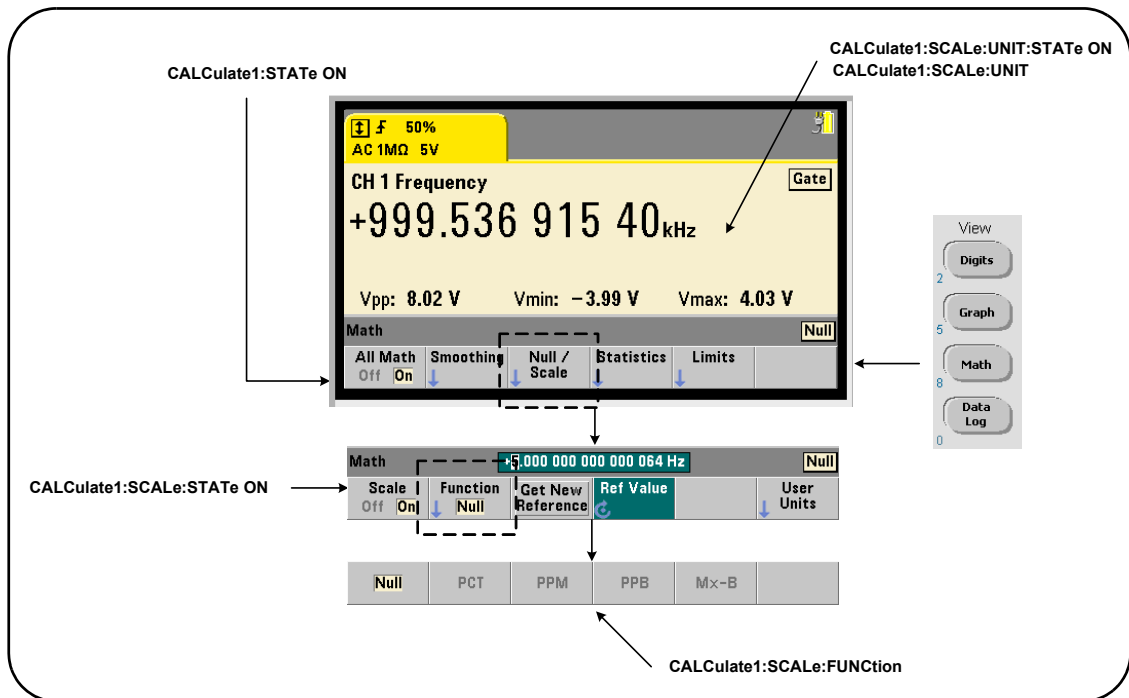 CALCulate1:SCALe:UNIT:STATe ON
CALCulate1:SCALe:UNIT
CALCulate1:STATe ON
50%
AC 1MΩ 5V
CH 1 Frequency
Gate
+999.536 915 40kHz
Vpp: 8.02 V Vmin: −3.99 V Vmax: 4.03 V
Math Null
All Math Smoothing Null / Statistics Limits
Off On Scale
View
Digits
2
Graph
5
Math
8
Data
Log
0
Math +5.000 000 000 000 064 Hz Null
CALCulate1:SCALe:STATe ON
Scale Function Get New Ref Value User
Off On Null Reference Units
Null PCT PPM PPB Mx-B
CALCulate1:SCALe:FUNCtion